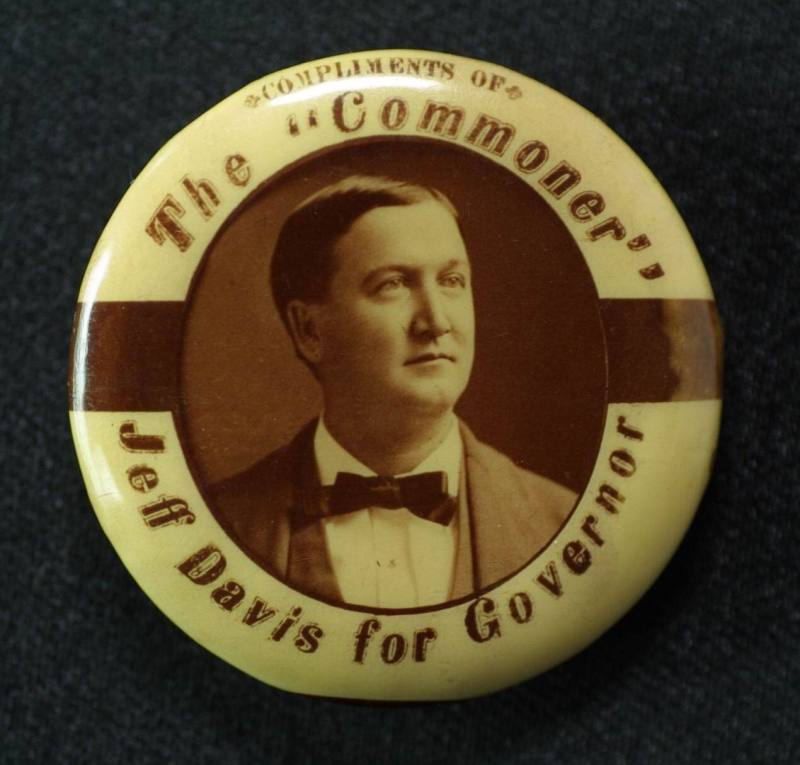 COMPLIMENTS OF
The "Commoner"
Jeff Davis for Governor